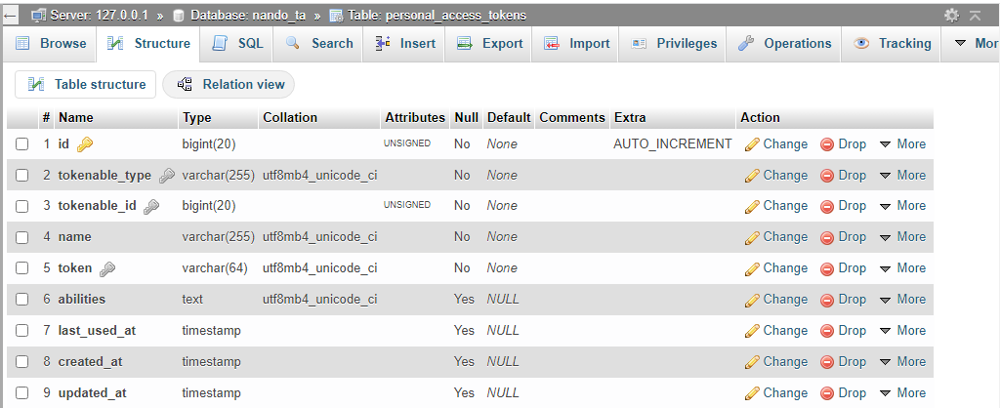 Server: 127.0.0.1 » Database: nando_ta » Table: personal_access_tokens
Browse Structure SQL Search Insert Export Import Privileges Operations Tracking Mor
Table structure Relation view
# Name Type Collation Attributes Null Default Comments Extra Action
1 id bigint(20) UNSIGNED No None AUTO_INCREMENT Change Drop More
2 tokenable_type varchar(255) utf8mb4_unicode_ci No None Change Drop More
3 tokenable_id bigint(20) UNSIGNED No None Change Drop More
4 name varchar(255) utf8mb4_unicode_ci No None Change Drop More
5 token varchar(64) utf8mb4_unicode_ci No None Change Drop More
6 abilities text utf8mb4_unicode_ci Yes NULL Change Drop More
7 last_used_at timestamp Yes NULL Change Drop More
8 created_at timestamp Yes NULL Change Drop More
9 updated_at timestamp Yes NULL Change Drop More